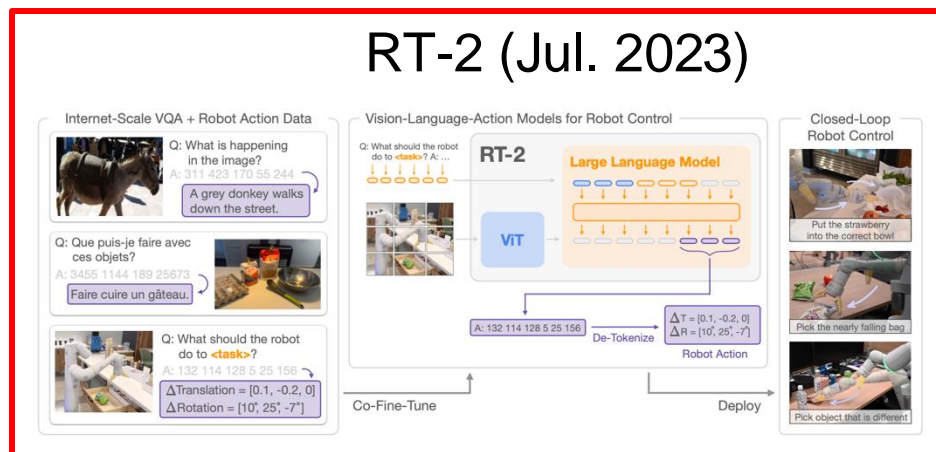 RT-2 (Jul. 2023)
Internet-Scale VQA + Robot Action Data
Q: What is happening
in the image?
A: 311 423 170 55 244
A grey donkey walks
down the street.
Q: Que puis-je faire avec
ces objets?
A: 3455 1144 189 25673
Faire cuire un gâteau.
Q: What should the robot
do to <task>?
A: 132 114 128 5 25 156
ΔTranslation = [0.1, -0.2, 0]
ΔRotation = [10°, 25°, -7°]
Co-Fine-Tune
Vision-Language-Action Models for Robot Control
Q: What should the robot
do to <task>? A: ...
RT-2
Large Language Model
ViT
A: 132 114 128 5 25 156
De-Tokenize
ΔT = [0.1, -0.2, 0]
ΔR = [10°, 25°, -7°]
Robot Action
Deploy
Closed-Loop
Robot Control
Put the strawberry
into the correct bowl
Pick the nearly falling bag
Pick object that is different